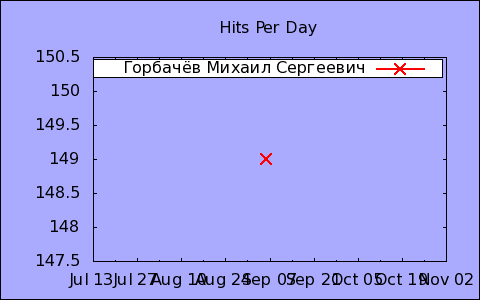 Hits Per Day
150.5
Горбачёв Михаил Сергеевич
150
149.5
149
148.5
148
147.5
Jul 13 Jul 27 Aug 10 Aug 24 Sep 07 Sep 21 Oct 05 Oct 19 Nov 02